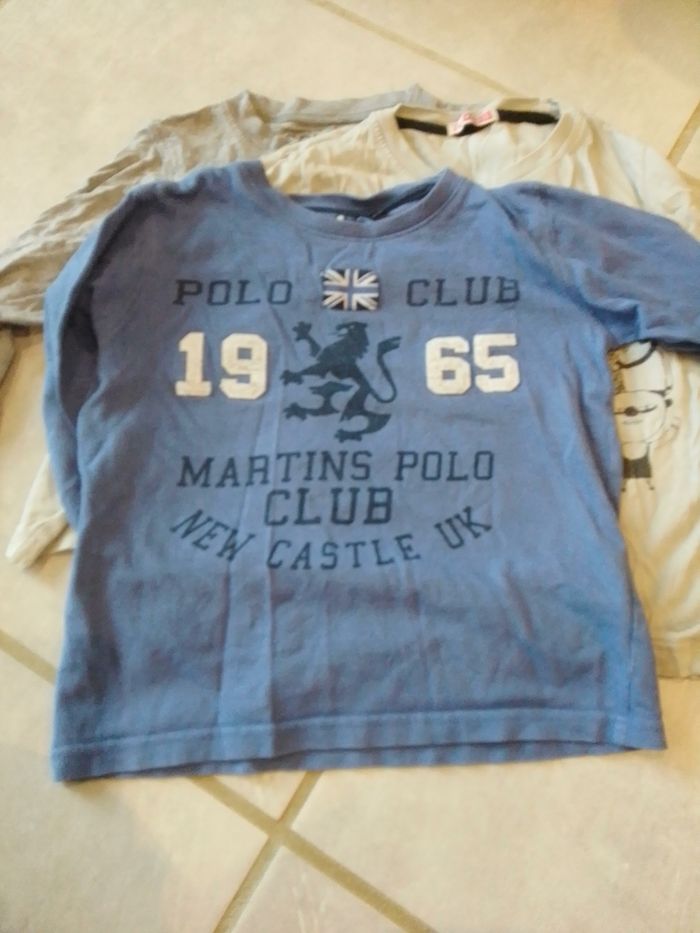 POLO CLUB
19 65
MARTINS POLO
CLUB
NEW CASTLE UK